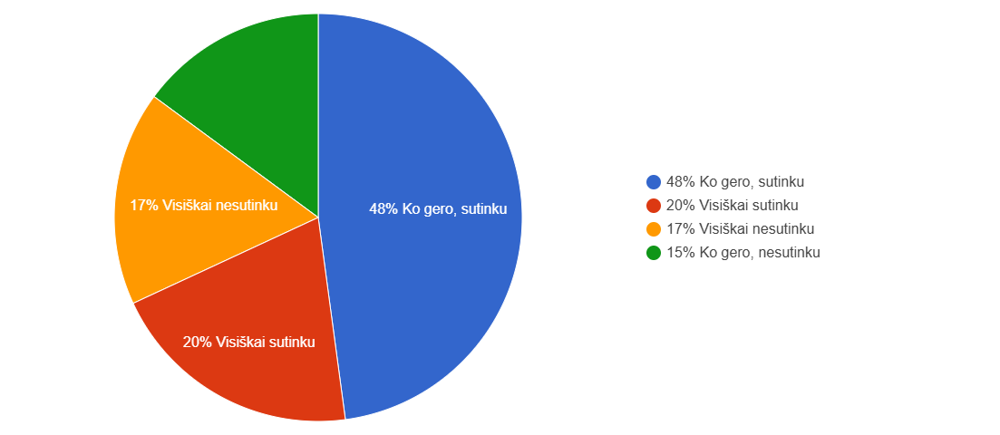 17% Visiškai nesutinku
48% Ko gero, sutinku
20% Visiškai sutinku
48% Ko gero, sutinku
20% Visiškai sutinku
17% Visiškai nesutinku
15% Ko gero, nesutinku